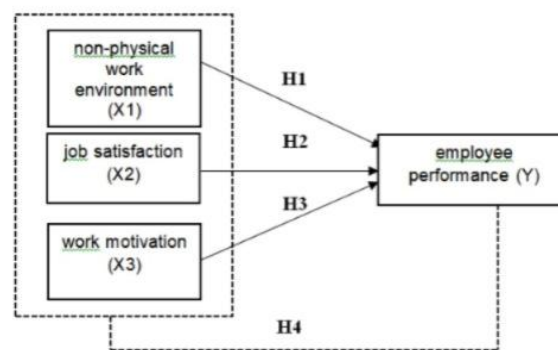 non-physical
work
environment
(X1)
H1
job satisfaction
(X2)
H2
employee
performance (Y)
H3
work motivation
(X3)
H4